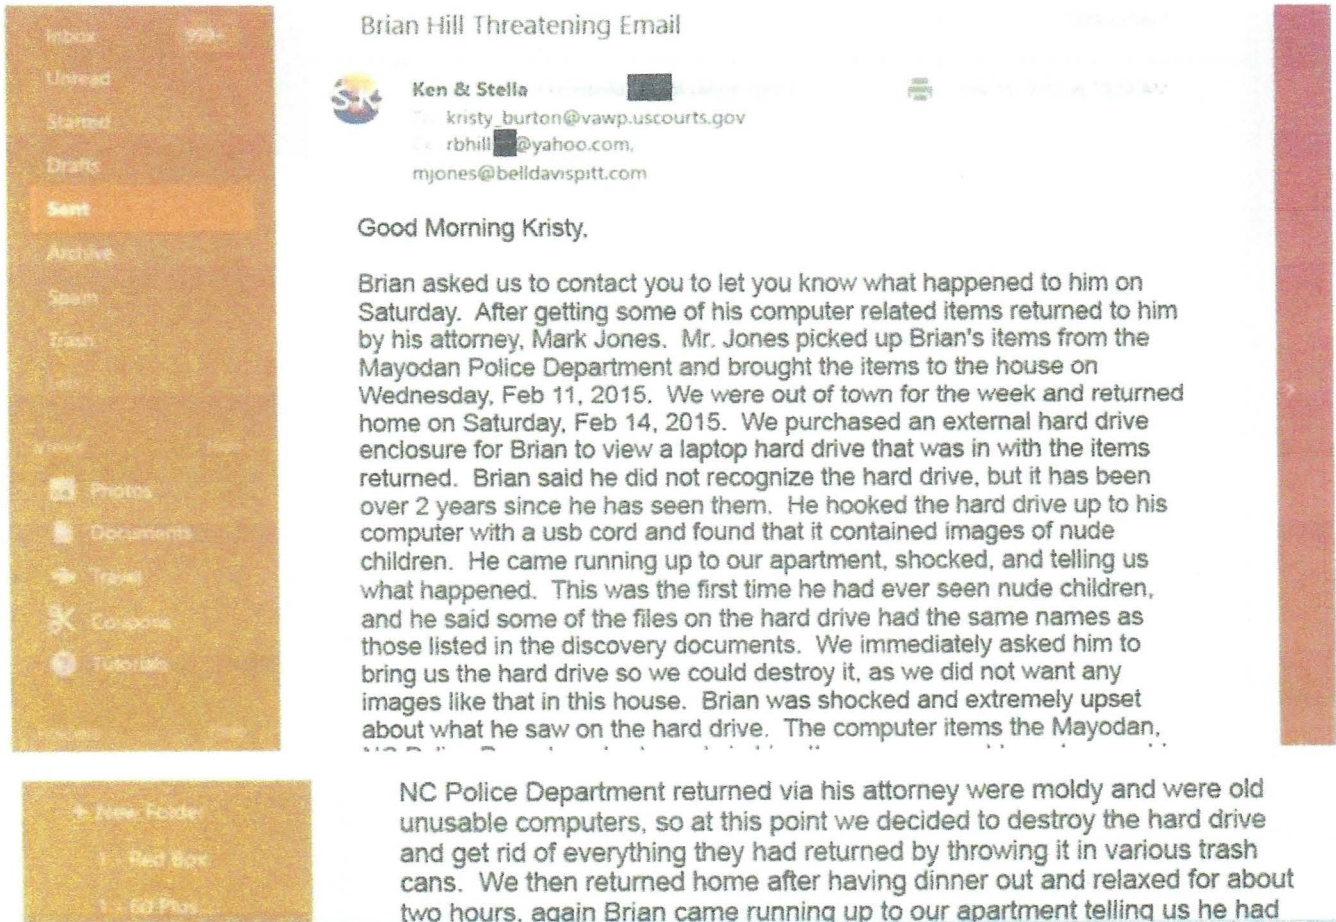 Brian Hill Threatening Email
Inbox 999+
Unread
Starred
Drafts
Sent
Archive
Spam
Trash
Photos
Documents
Travel
Coupons
Tutorials
SK
Ken & Stella
kristy_burton@vawp.uscourts.gov
rbhill @yahoo.com,
mjones@belldavispitt.com
Good Morning Kristy,
Brian asked us to contact you to let you know what happened to him on
Saturday. After getting some of his computer related items returned to him
by his attorney, Mark Jones. Mr. Jones picked up Brian's items from the
Mayodan Police Department and brought the items to the house on
Wednesday, Feb 11, 2015. We were out of town for the week and returned
home on Saturday, Feb 14, 2015. We purchased an external hard drive
enclosure for Brian to view a laptop hard drive that was in with the items
returned. Brian said he did not recognize the hard drive, but it has been
over 2 years since he has seen them. He hooked the hard drive up to his
computer with a usb cord and found that it contained images of nude
children. He came running up to our apartment, shocked, and telling us
what happened. This was the first time he had ever seen nude children,
and he said some of the files on the hard drive had the same names as
those listed in the discovery documents. We immediately asked him to
bring us the hard drive so we could destroy it, as we did not want any
images like that in this house. Brian was shocked and extremely upset
about what he saw on the hard drive. The computer items the Mayodan,
+ New Folder
1 - Red Box
1 - 60 Plus
NC Police Department returned via his attorney were moldy and were old
unusable computers, so at this point we decided to destroy the hard drive
and get rid of everything they had returned by throwing it in various trash
cans. We then returned home after having dinner out and relaxed for about
two hours, again Brian came running up to our apartment telling us he had